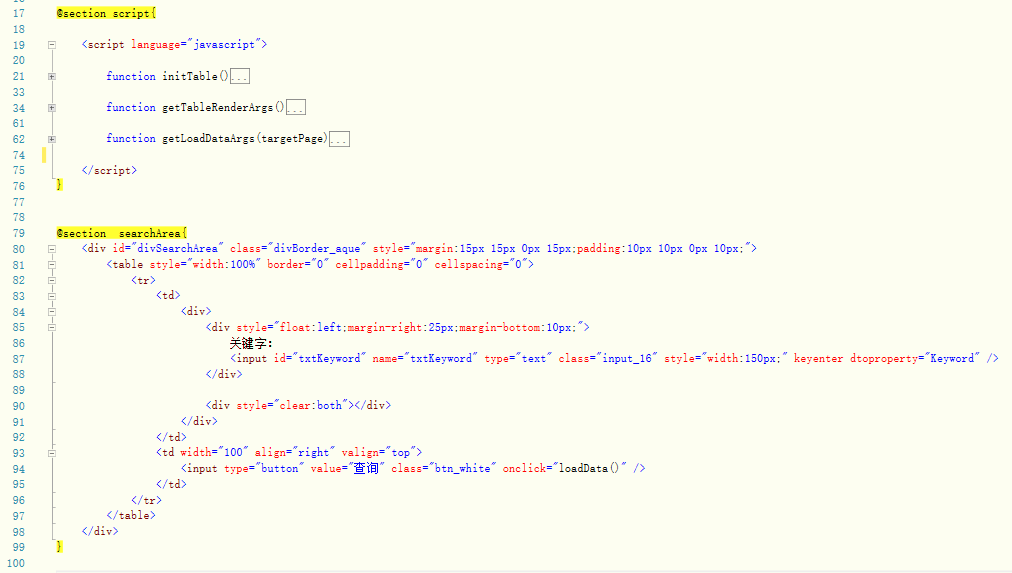 17 @section script{
18
19 <script language="javascript">
20
21 function initTable()...
33
34 function getTableRenderArgs()...
61
62 function getLoadDataArgs(targetPage)...
74
75 </script>
76 }
77
78
79 @section  searchArea{
80 <div id="divSearchArea" class="divBorder_aque" style="margin:15px 15px 0px 15px;padding:10px 10px 0px 10px;">
81 <table style="width:100%" border="0" cellpadding="0" cellspacing="0">
82 <tr>
83 <td>
84 <div>
85 <div style="float:left;margin-right:25px;margin-bottom:10px;">
86 关键字:
87 <input id="txtKeyword" name="txtKeyword" type="text" class="input_16" style="width:150px;" keyenter dtoproperty="Keyword" />
88 </div>
89
90 <div style="clear:both"></div>
91 </div>
92 </td>
93 <td width="100" align="right" valign="top">
94 <input type="button" value="查询" class="btn_white" onclick="loadData()" />
95 </td>
96 </tr>
97 </table>
98 </div>
99 }
100